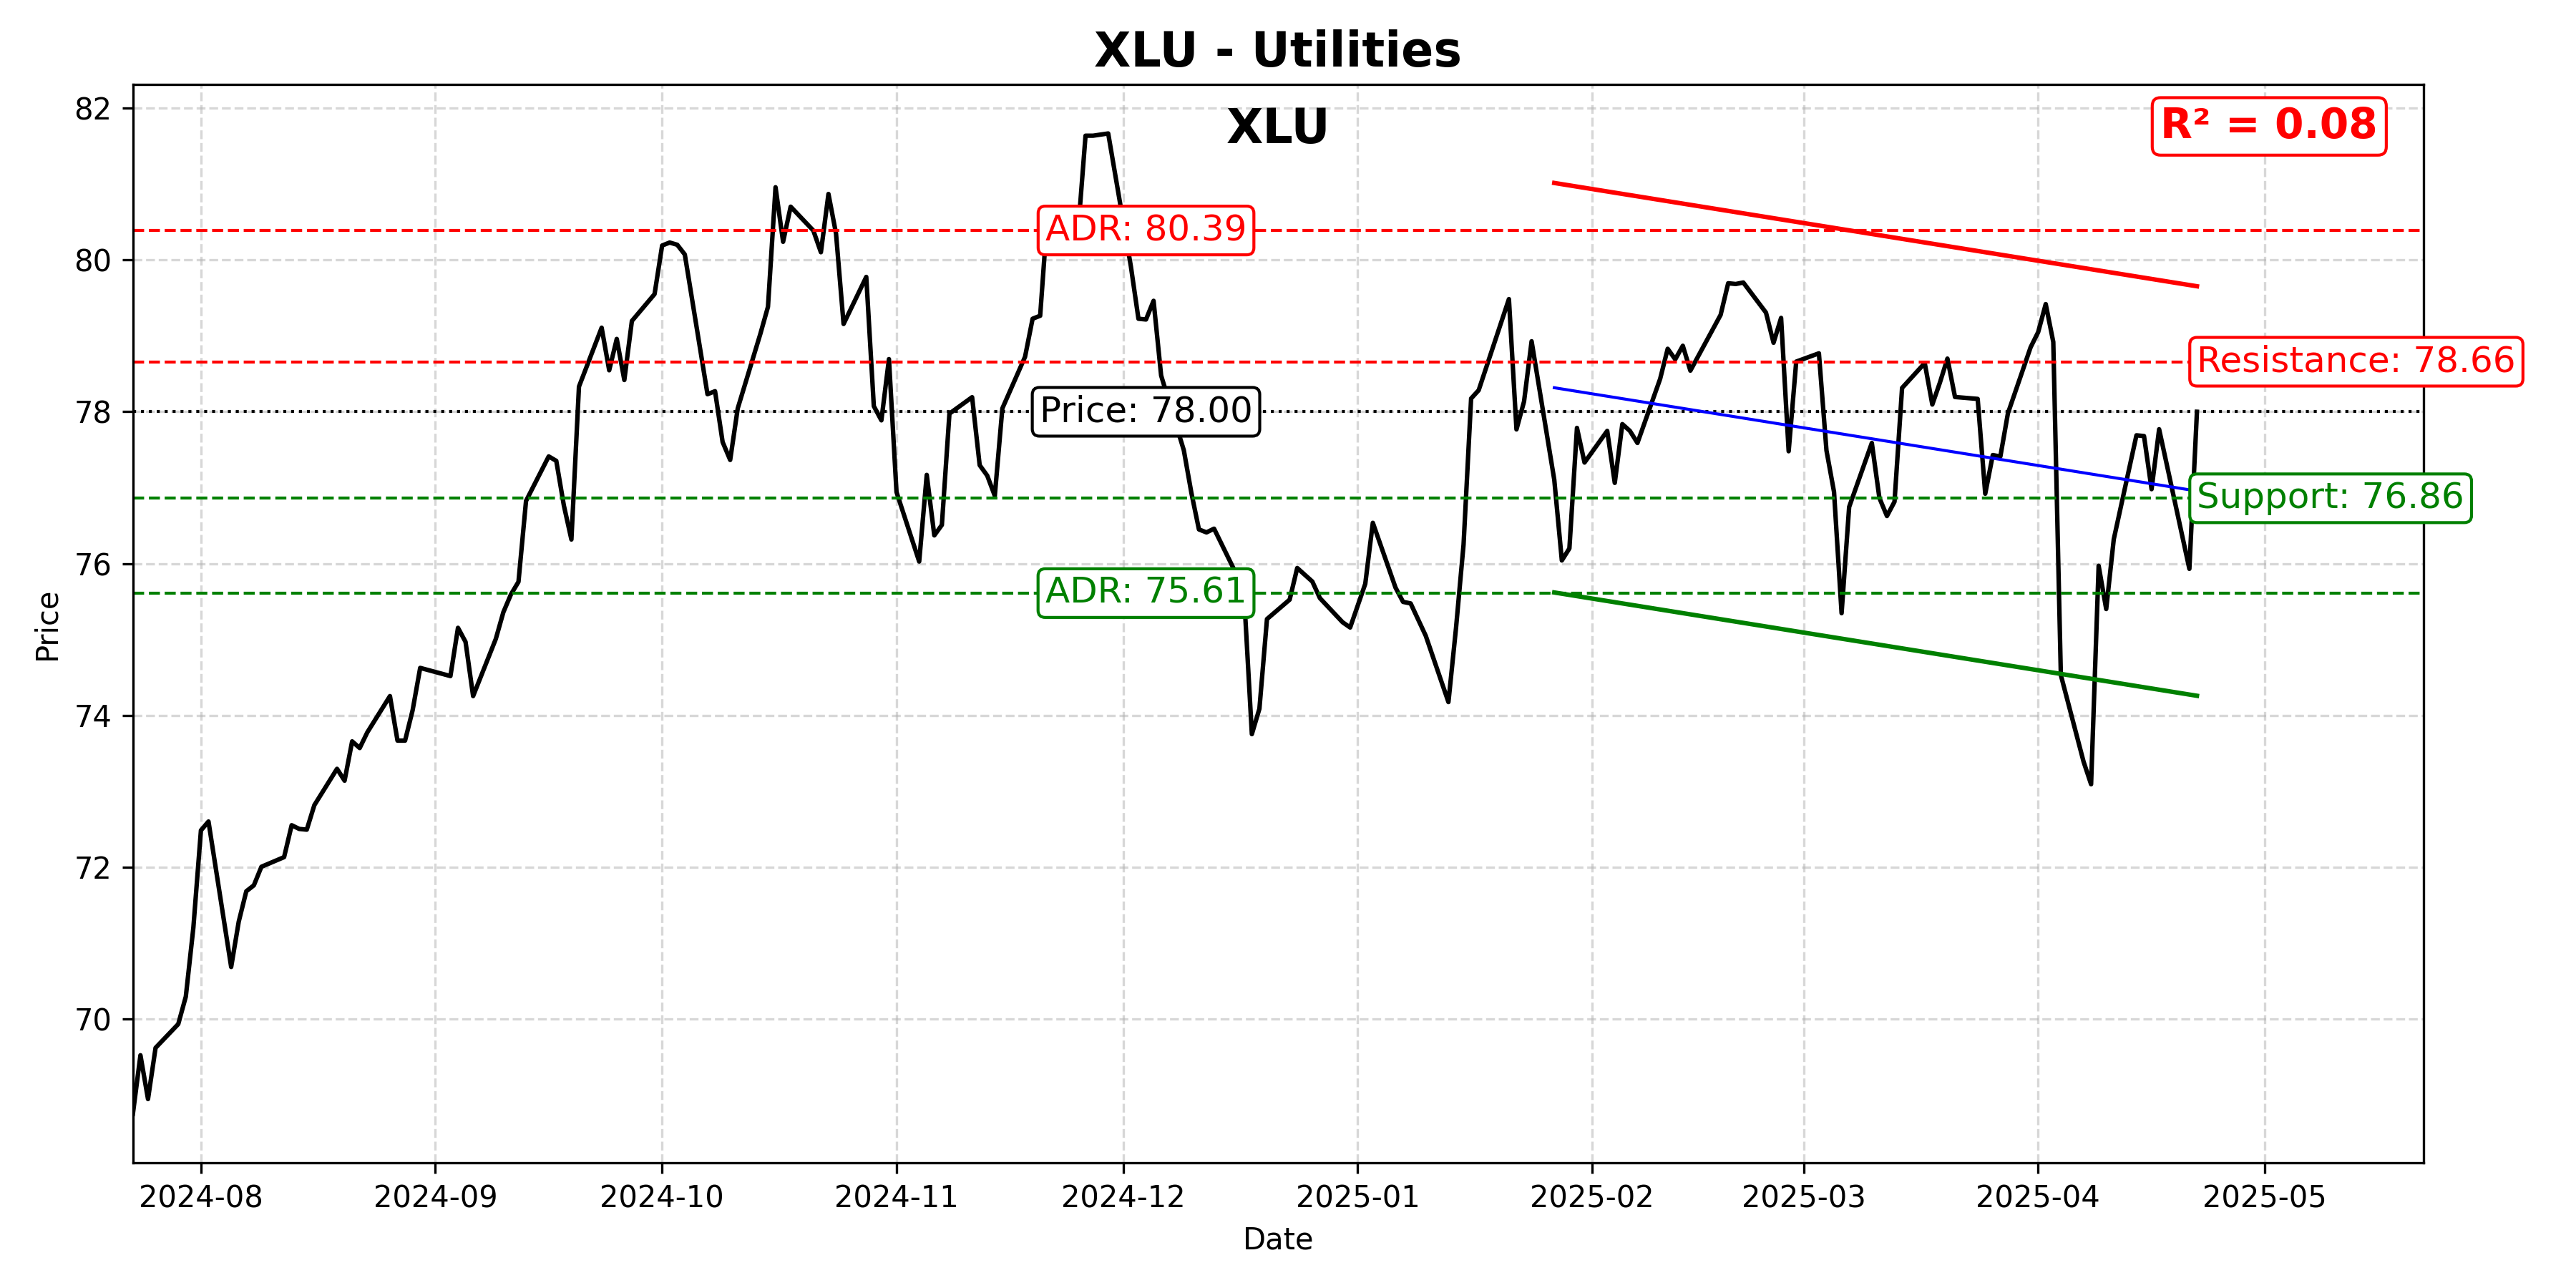 XLU - Utilities
XLU
R² = 0.08
82
80
78
76
74
72
70
Price
ADR: 80.39
Resistance: 78.66
Price: 78.00
Support: 76.86
ADR: 75.61
2024-08
2024-09
2024-10
2024-11
2024-12
2025-01
2025-02
2025-03
2025-04
2025-05
Date